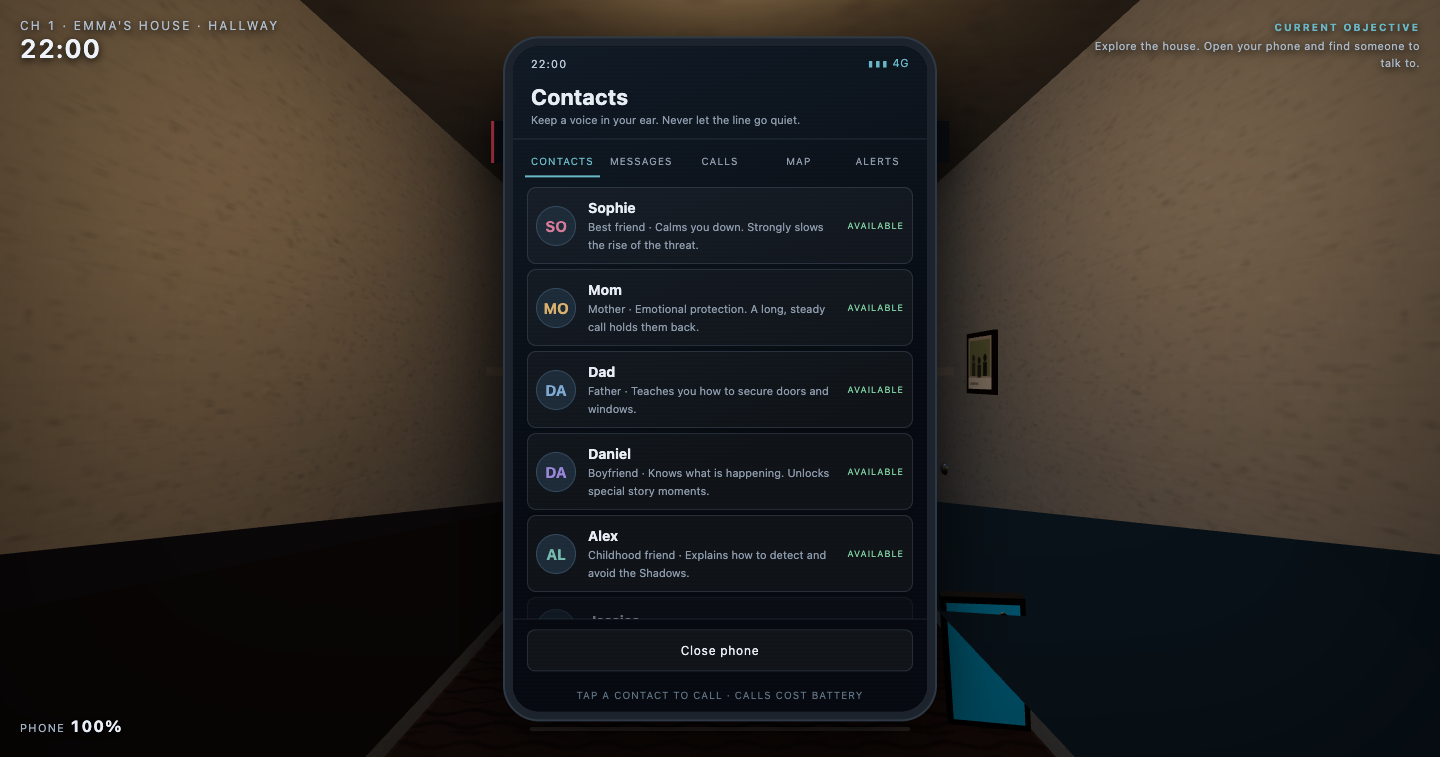 CH 1 · EMMA'S HOUSE · HALLWAY
22:00
CURRENT OBJECTIVE
Explore the house. Open your phone and find someone to
talk to.
22:00
4G
Contacts
Keep a voice in your ear. Never let the line go quiet.
CONTACTS MESSAGES CALLS MAP ALERTS
SO
Sophie
Best friend · Calms you down. Strongly slows
the rise of the threat.
AVAILABLE
MO
Mom
Mother · Emotional protection. A long, steady
call holds them back.
AVAILABLE
DA
Dad
Father · Teaches you how to secure doors and
windows.
AVAILABLE
DA
Daniel
Boyfriend · Knows what is happening. Unlocks
special story moments.
AVAILABLE
AL
Alex
Childhood friend · Explains how to detect and
avoid the Shadows.
AVAILABLE
Close phone
TAP A CONTACT TO CALL · CALLS COST BATTERY
PHONE 100%